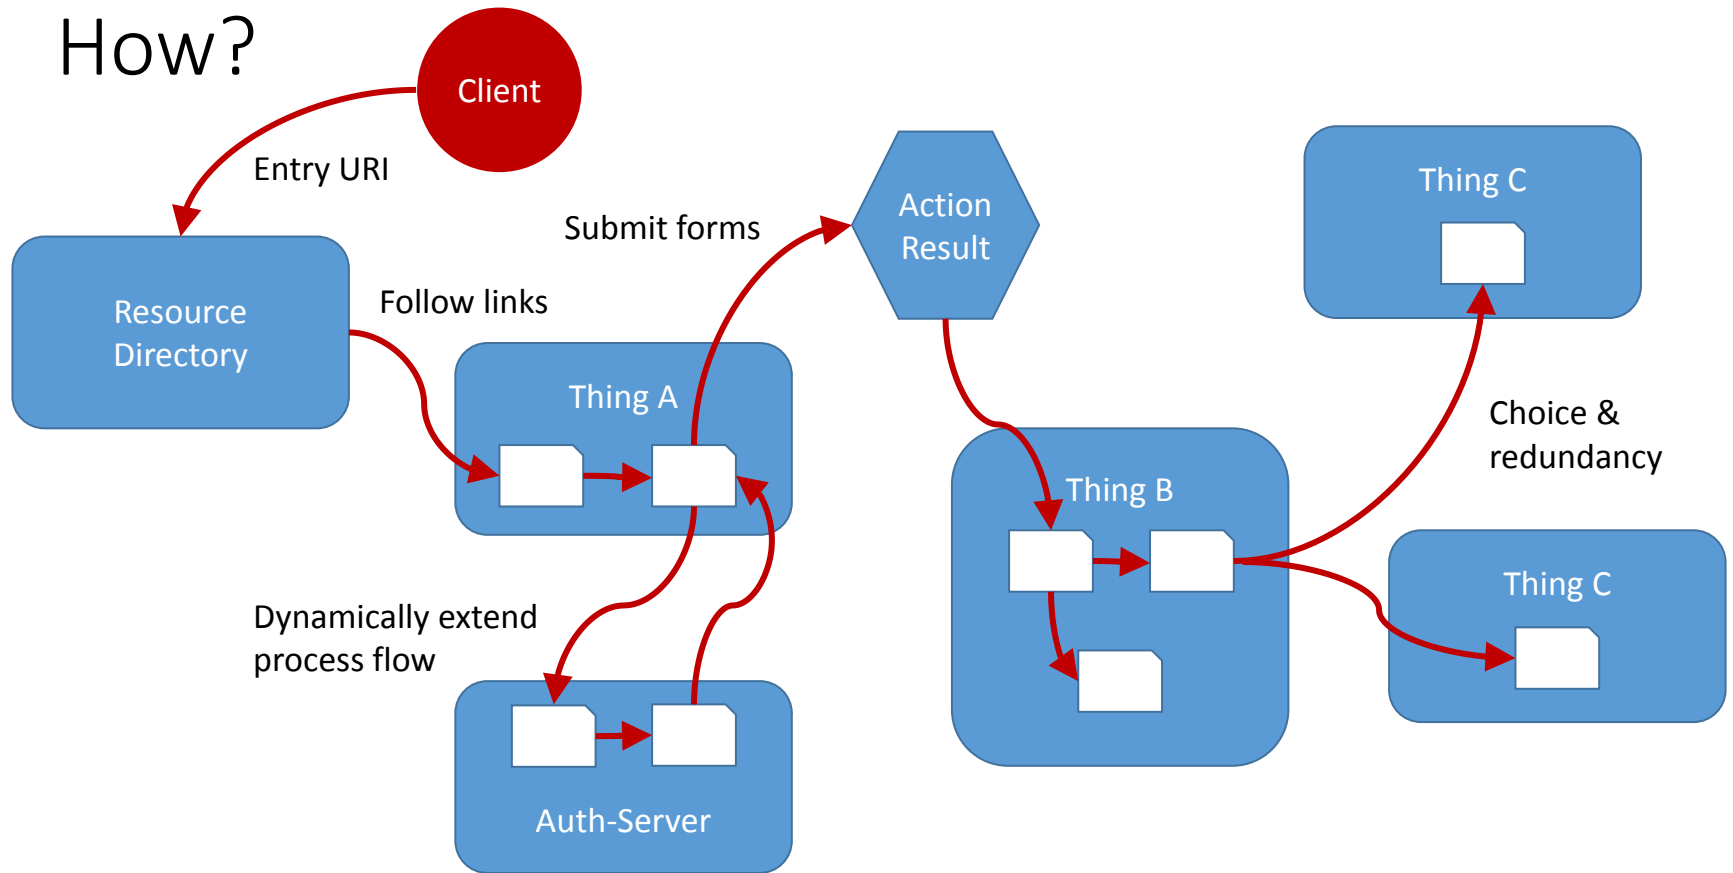 How?
Client
Entry URI
Resource
Directory
Follow links
Submit forms
Thing A
Action
Result
Dynamically extend
process flow
Auth-Server
Thing B
Thing C
Choice &
redundancy
Thing C